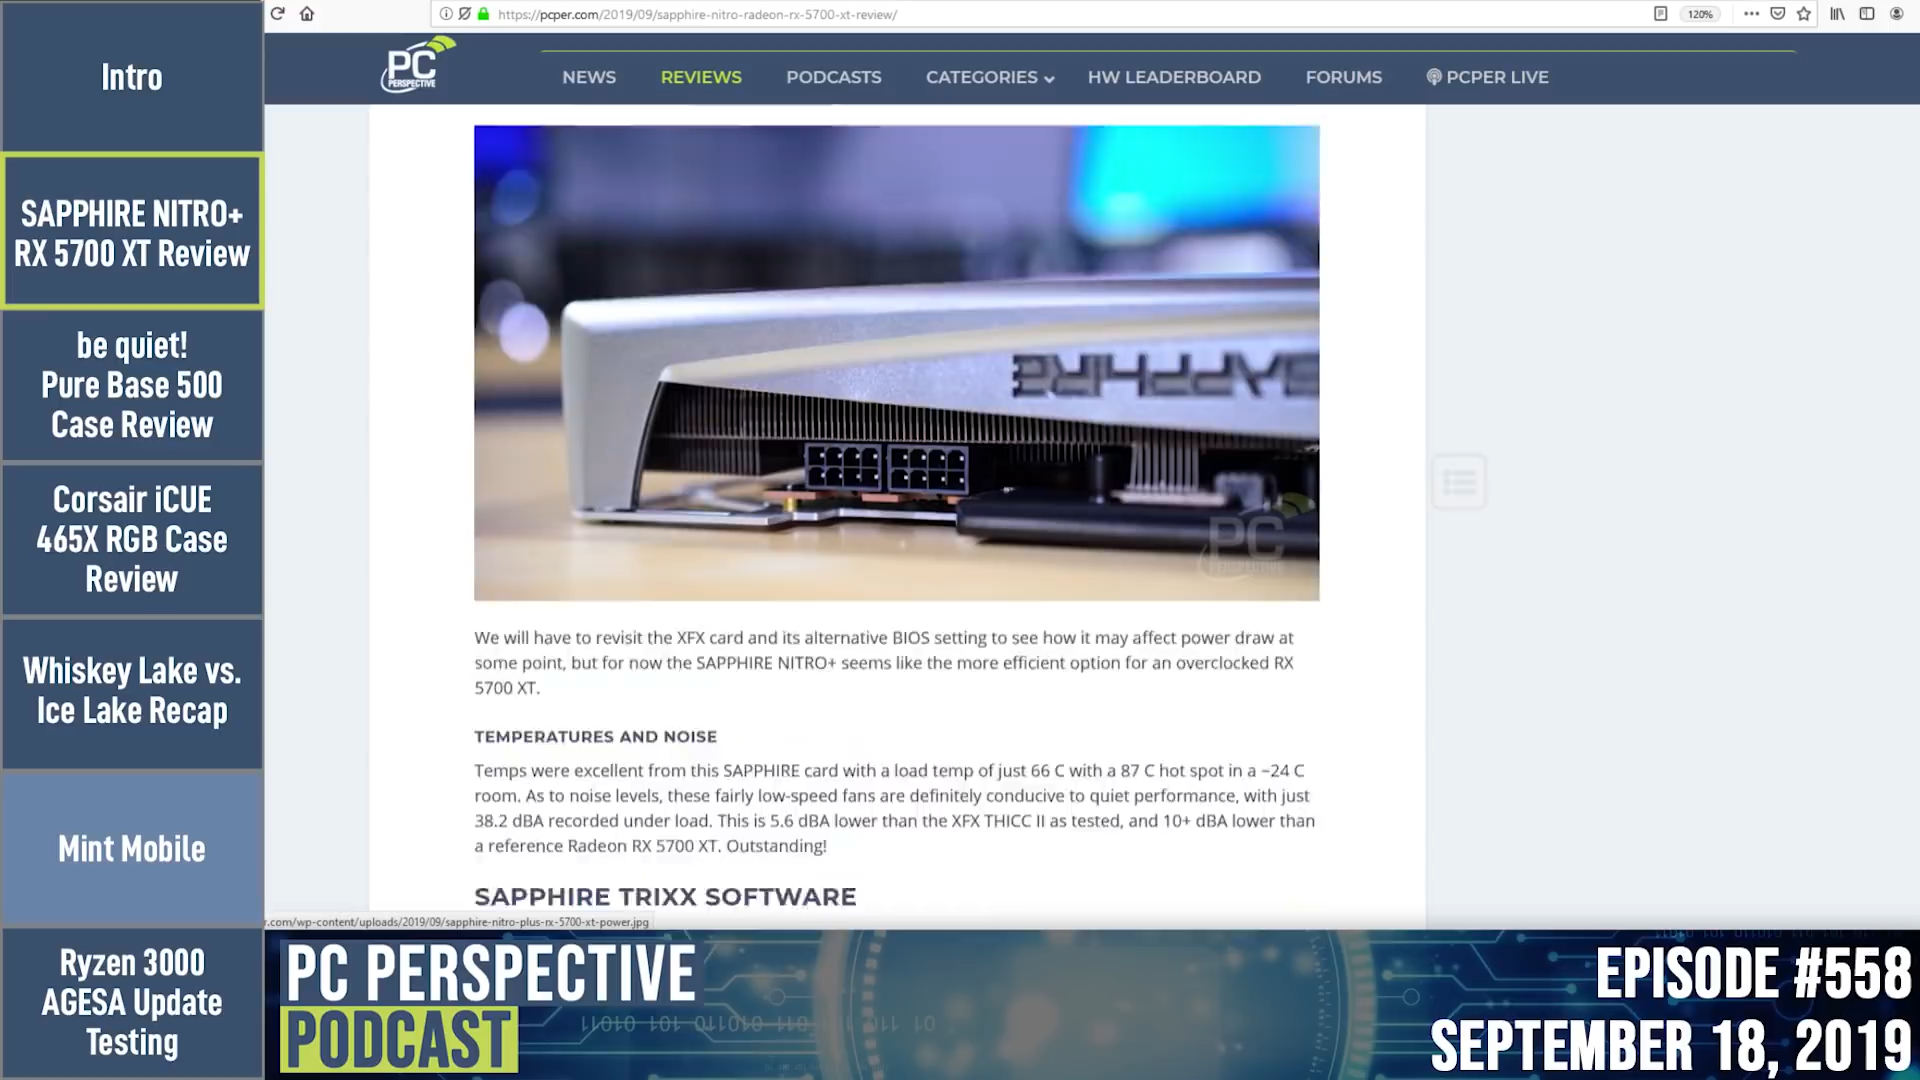 Intro
SAPPHIRE NITRO+
RX 5700 XT Review
be quiet!
Pure Base 500
Case Review
Corsair iCUE
465X RGB Case
Review
Whiskey Lake vs.
Ice Lake Recap
Mint Mobile
Ryzen 3000
AGESA Update
Testing
https://pcper.com/2019/09/sapphire-nitro-radeon-rx-5700-xt-review/
120%
PC
PERSPECTIVE
NEWS
REVIEWS
PODCASTS
CATEGORIES
HW LEADERBOARD
FORUMS
PCPER LIVE
SAPPHIRE
PC
PERSPECTIVE
We will have to revisit the XFX card and its alternative BIOS setting to see how it may affect power draw at
some point, but for now the SAPPHIRE NITRO+ seems like the more efficient option for an overclocked RX
5700 XT.
TEMPERATURES AND NOISE
Temps were excellent from this SAPPHIRE card with a load temp of just 66 C with a 87 C hot spot in a ~24 C
room. As to noise levels, these fairly low-speed fans are definitely conducive to quiet performance, with just
38.2 dBA recorded under load. This is 5.6 dBA lower than the XFX THICC II as tested, and 10+ dBA lower than
a reference Radeon RX 5700 XT. Outstanding!
SAPPHIRE TRIXX SOFTWARE
r.com/wp-content/uploads/2019/09/sapphire-nitro-plus-rx-5700-xt-power.jpg
PC PERSPECTIVE
PODCAST
EPISODE #558
SEPTEMBER 18, 2019